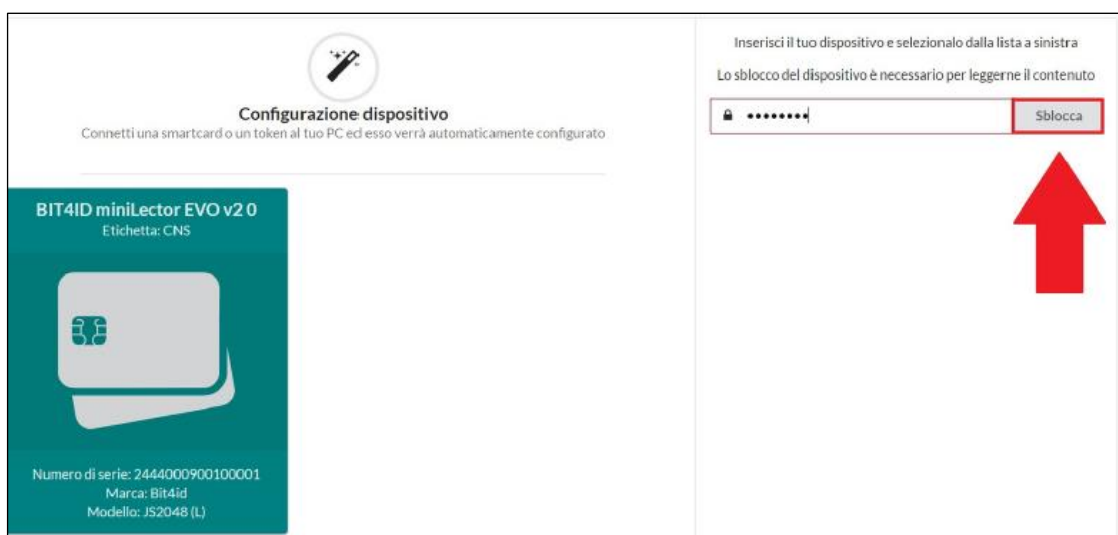 Configurazione dispositivo
Connetti una smartcard o un token al tuo PC ed esso verrà automaticamente configurato
BIT4ID miniLector EVO v2 0
Etichetta: CNS
Numero di serie: 2444000900100001
Marca: Bit4id
Modello: JS2048 (L)
Inserisci il tuo dispositivo e selezionalo dalla lista a sinistra
Lo sblocco del dispositivo è necessario per leggerne il contenuto
••••••••
Sblocca